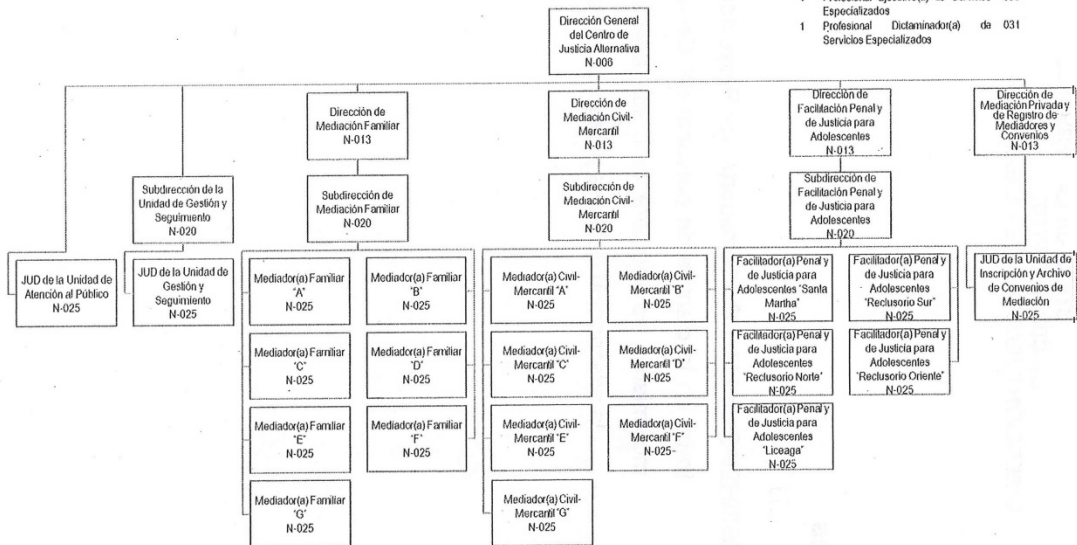 Especializados
1 Profesional Dictaminador(a) de 031
Servicios Especializados
Dirección General
del Centro de
Justicia Alternativa
N-006
Dirección de
Mediación Familiar
N-013
Dirección de
Mediación Civil-
Mercantil
N-013
Dirección de
Facilitación Penal y
de Justicia para
Adolescentes
N-013
Dirección de
Mediación Privada y
de Registro de
Mediadores y
Convenios
N-013
Subdirección de la
Unidad de Gestión y
Seguimiento
N-020
Subdirección de
Mediación Familiar
N-020
Subdirección de
Mediación Civil-
Mercantil
N-020
Subdirección de
Facilitación Penal y
de Justicia para
Adolescentes
N-020
JUD de la Unidad de
Atención al Público
N-025
JUD de la Unidad de
Gestión y
Seguimiento
N-025
Mediador(a) Familiar
"A"
N-025
Mediador(a) Familiar
"B"
N-025
Mediador(a) Civil-
Mercantil "A"
N-025
Mediador(a) Civil-
Mercantil "B"
N-025
Facilitador(a) Penal y
de Justicia para
Adolescentes "Santa
Martha"
N-025
Facilitador(a) Penal y
de Justicia para
Adolescentes
"Reclusorio Sur"
N-025
JUD de la Unidad de
Inscripción y Archivo
de Convenios de
Mediación
N-025
Mediador(a) Familiar
"C"
N-025
Mediador(a) Familiar
"D"
N-025
Mediador(a) Civil-
Mercantil "C"
N-025
Mediador(a) Civil-
Mercantil "D"
N-025
Facilitador(a) Penal y
de Justicia para
Adolescentes
"Reclusorio Norte"
N-025
Facilitador(a) Penal y
de Justicia para
Adolescentes
"Reclusorio Oriente"
N-025
Mediador(a) Familiar
"E"
N-025
Mediador(a) Familiar
"F"
N-025
Mediador(a) Civil-
Mercantil "E"
N-025
Mediador(a) Civil-
Mercantil "F"
N-025
Facilitador(a) Penal y
de Justicia para
Adolescentes
"Liceaga"
N-025
Mediador(a) Familiar
"G"
N-025
Mediador(a) Civil-
Mercantil "G"
N-025